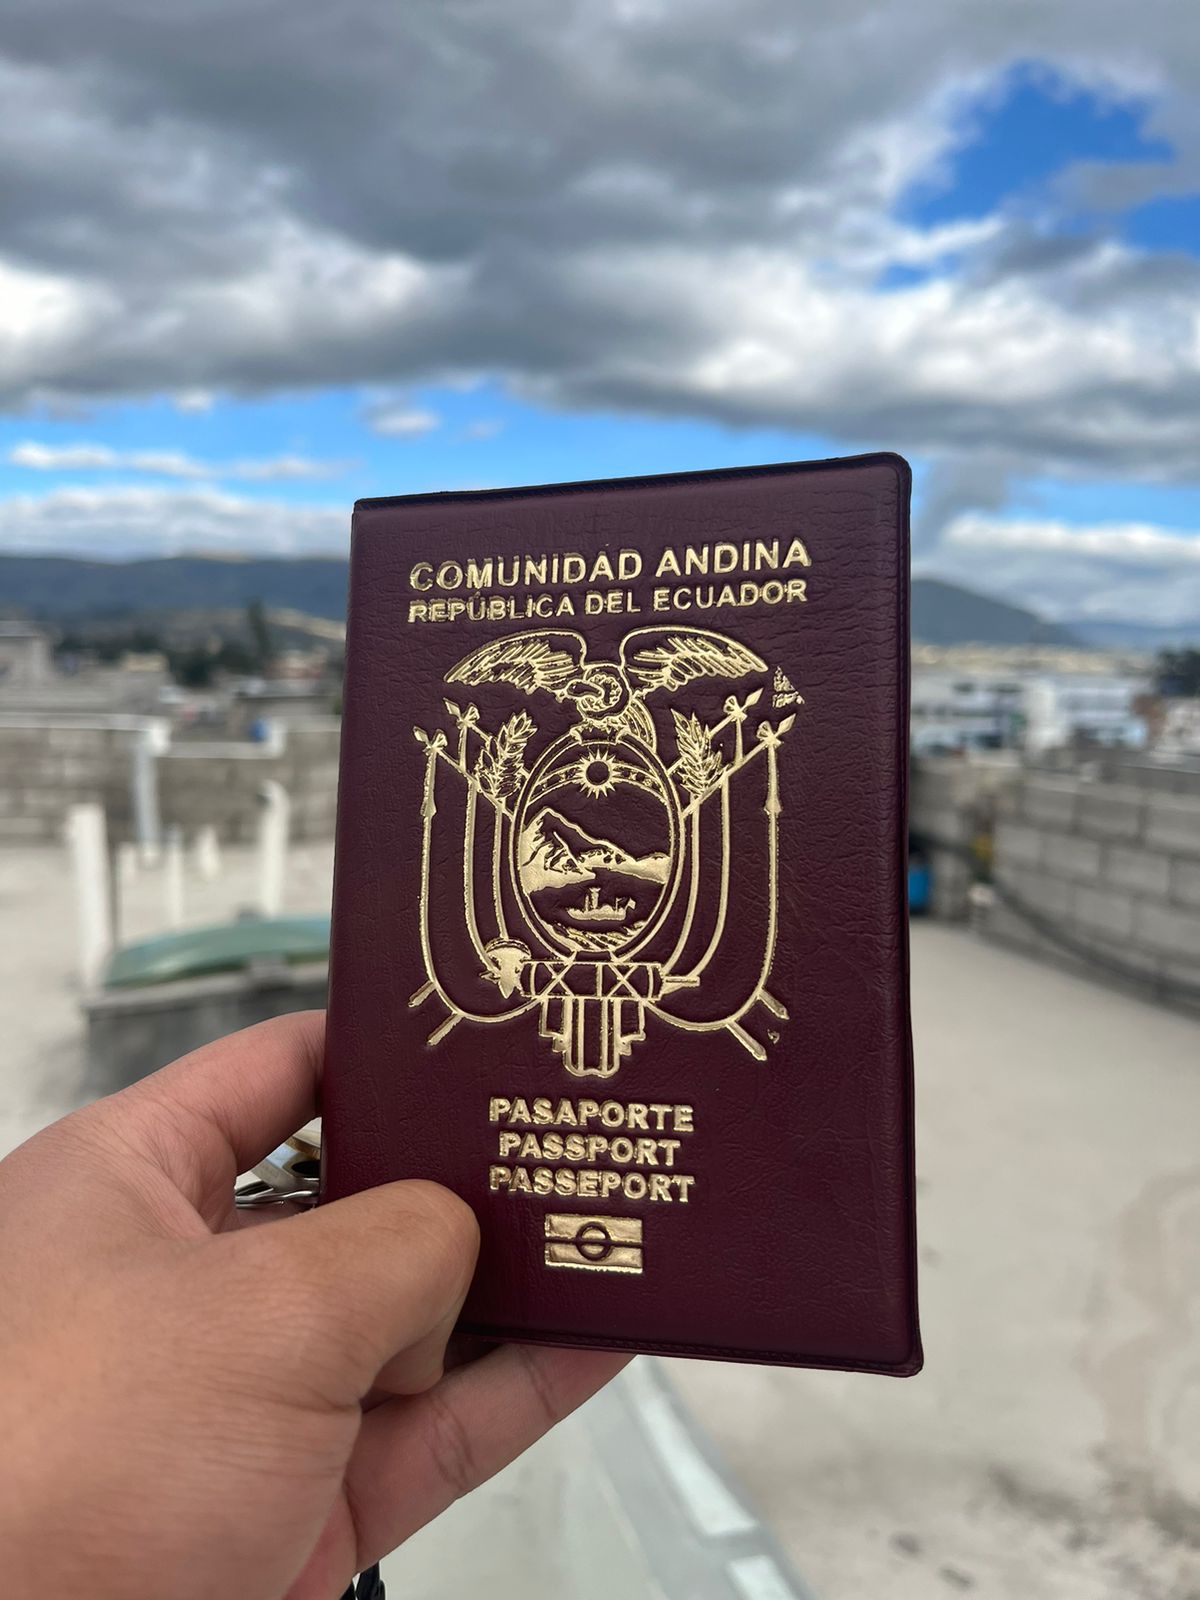 COMUNIDAD ANDINA
REPÚBLICA DEL ECUADOR
PASAPORTE
PASSPORT
PASSEPORT